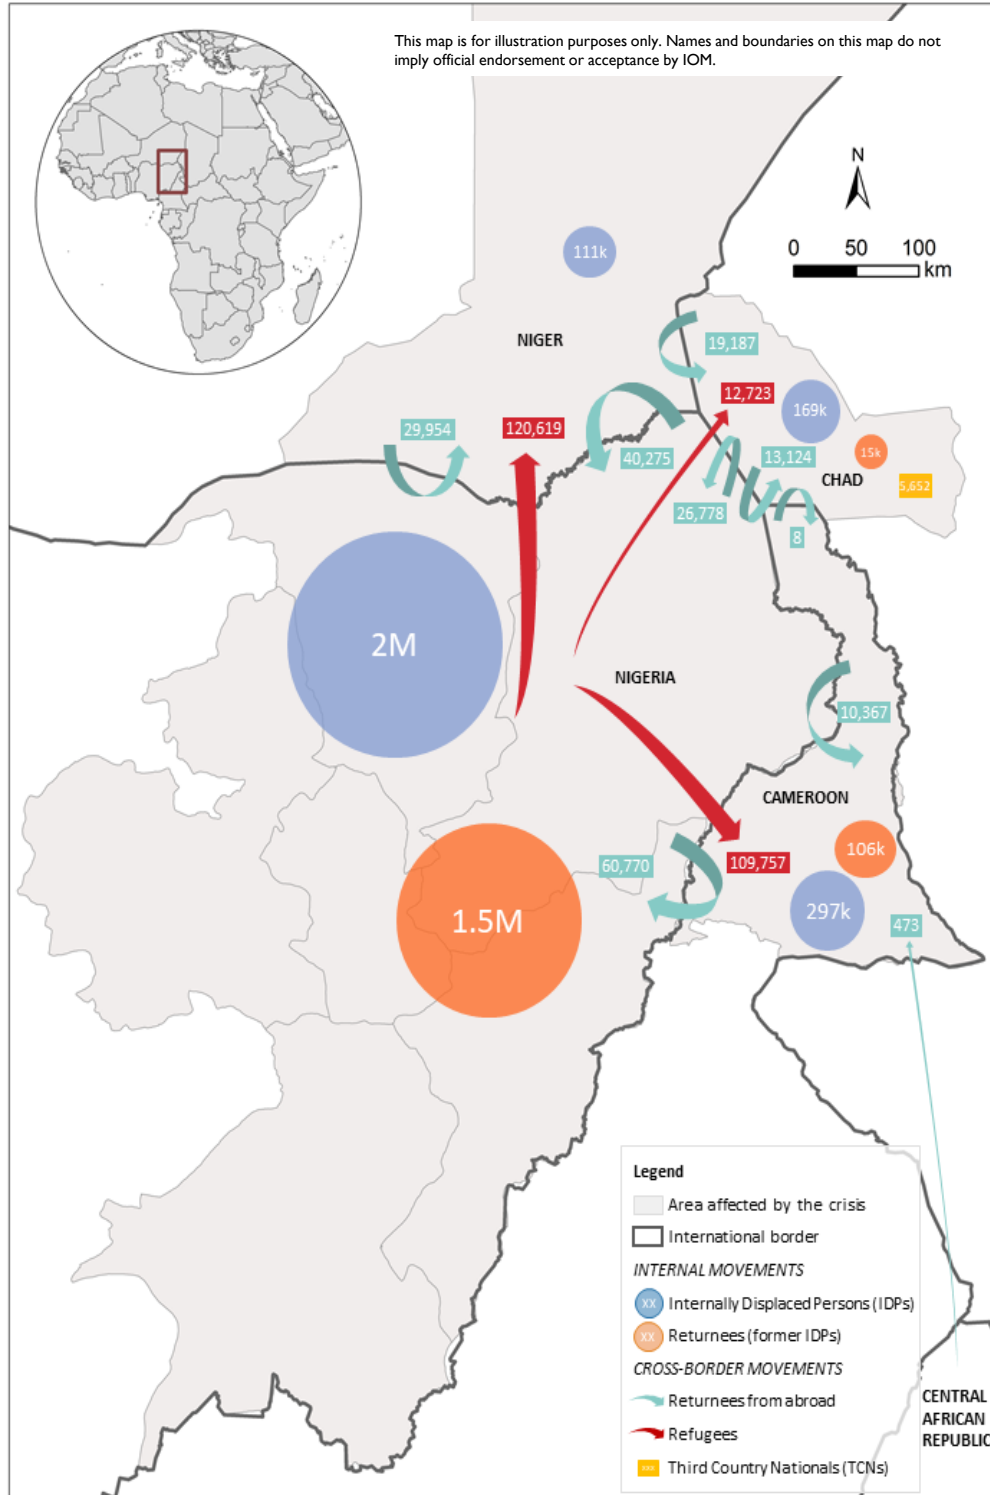 This map is for illustration purposes only. Names and boundaries on this map do not
imply official endorsement or acceptance by IOM.
N
0 50 100
km
111k
NIGER
19,187
12,723
169k
29,954
120,619
40,275
13,124
15k
CHAD
5,652
26,778
8
2M
NIGERIA
10,367
CAMEROON
106k
60,770
109,757
1.5M
297k
473
Legend
Area affected by the crisis
International border
INTERNAL MOVEMENTS
xx Internally Displaced Persons (IDPs)
xx Returnees (former IDPs)
CROSS-BORDER MOVEMENTS
Returnees from abroad
Refugees
xxx Third Country Nationals (TCNs)
CENTRAL
AFRICAN
REPUBLIC